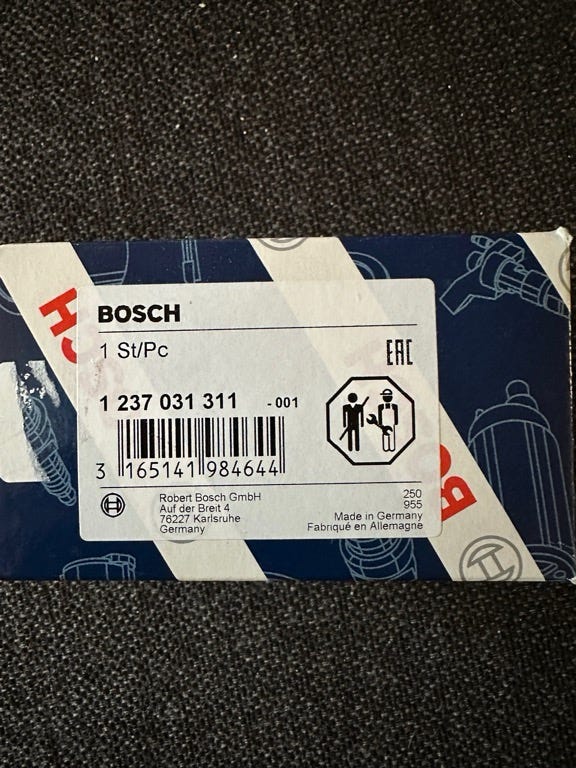 BOSCH
1 St/Pc
EAC
1 237 031 311 -001
3 165141 984644
Robert Bosch GmbH
Auf der Breit 4
76227 Karlsruhe
Germany
250
955
Made in Germany
Fabriqué en Allemagne